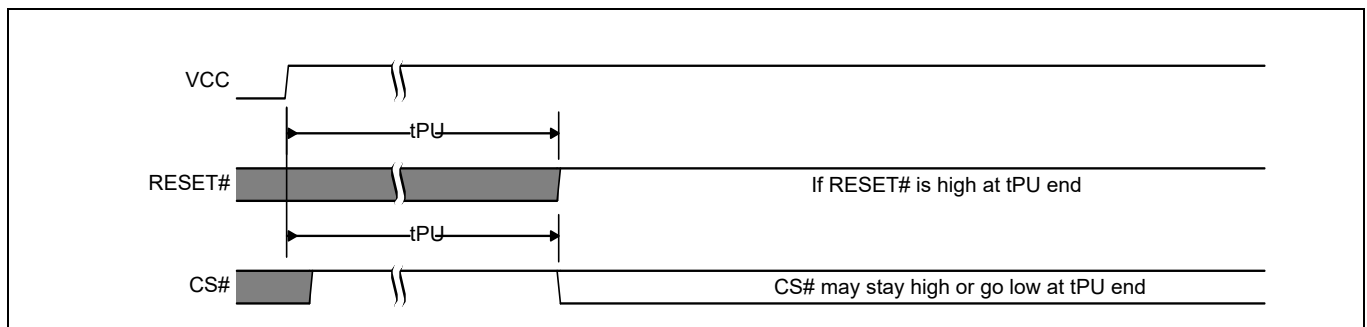 VCC
tPU
RESET#
If RESET# is high at tPU end
tPU
CS#
CS# may stay high or go low at tPU end